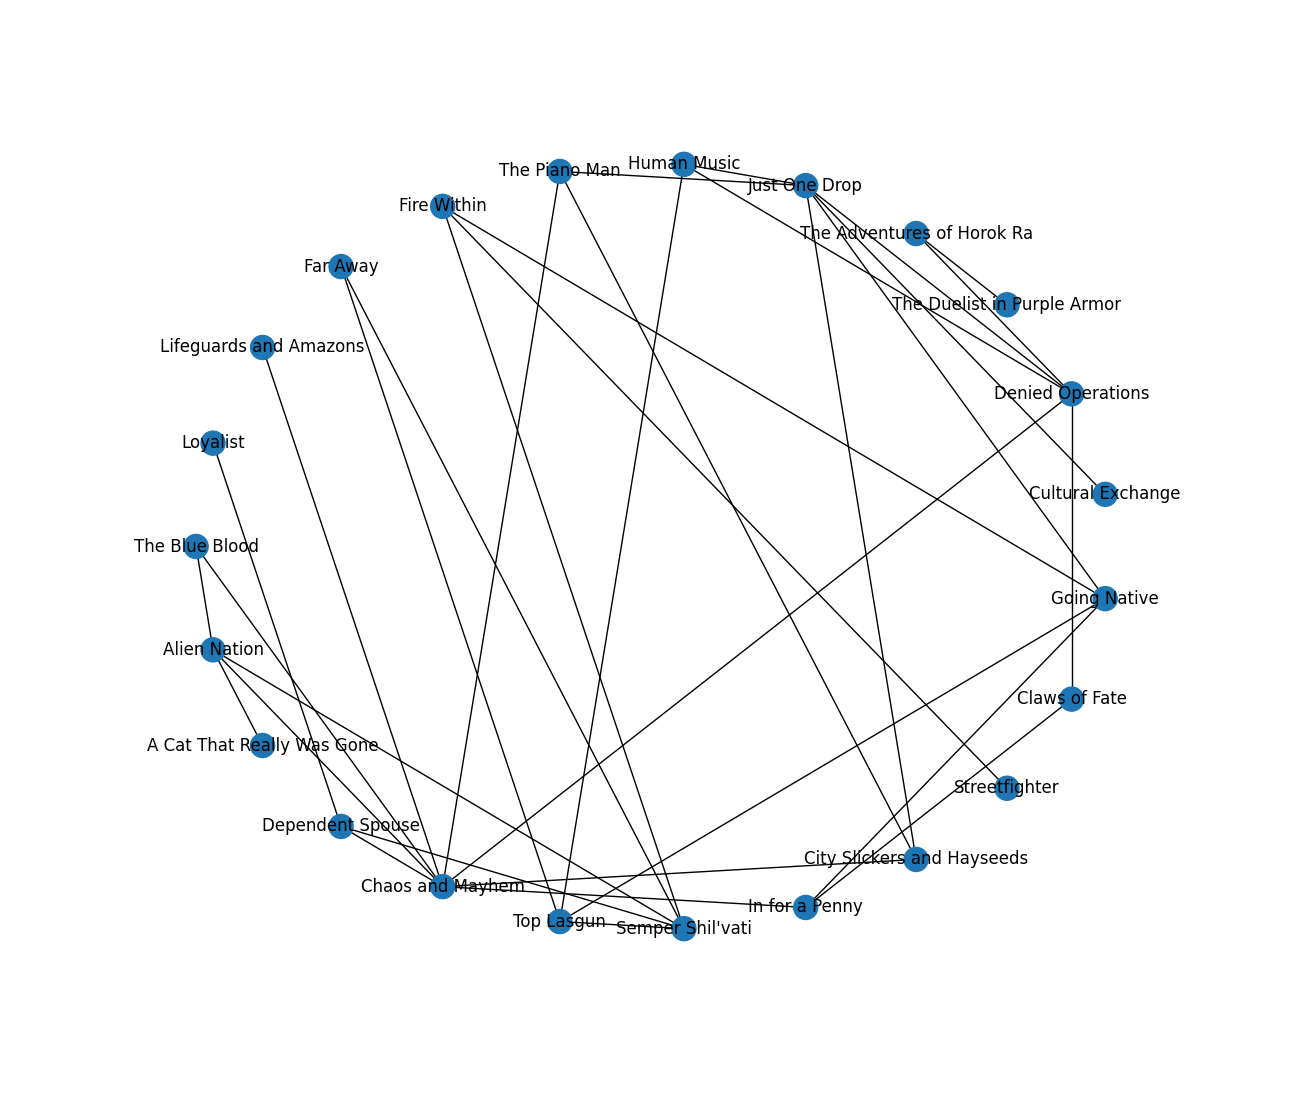 Human Music
The Piano Man
Just One Drop
Fire Within
The Adventures of Horok Ra
Far Away
The Duelist in Purple Armor
Lifeguards and Amazons
Denied Operations
Loyalist
Cultural Exchange
The Blue Blood
Going Native
Alien Nation
Claws of Fate
A Cat That Really Was Gone
Streetfighter
Dependent Spouse
City Slickers and Hayseeds
Chaos and Mayhem
In for a Penny
Top Lasgun
Semper Shil'vati